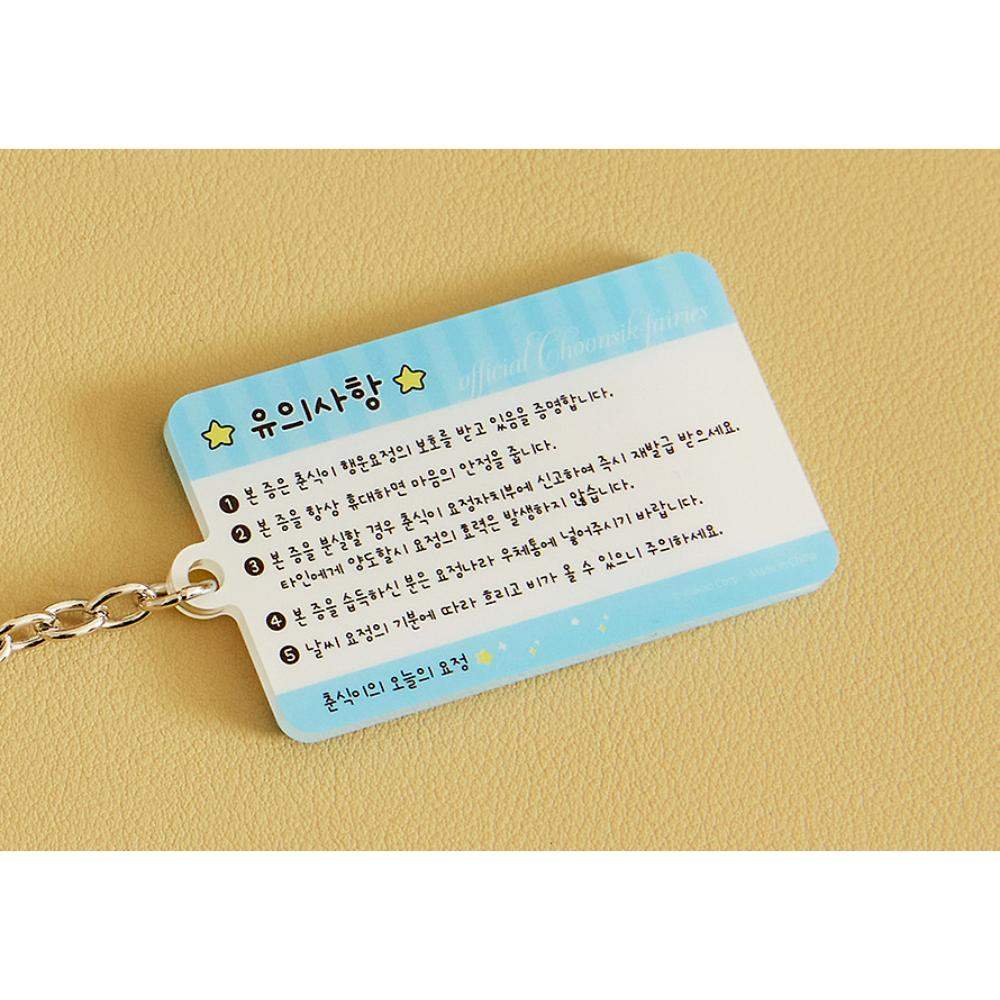 유의사항
official Choonsik fairies
❶ 본 증은 춘식이 행운요정의 보호를 받고 있음을 증명합니다.
❷ 본 증을 항상 휴대하면 마음의 안정을 줍니다.
❸ 본 증을 분실할 경우 춘식이 요정자치부에 신고하여 즉시 재발급 받으세요.
타인에게 양도할시 요정의 효력은 발생하지 않습니다.
❹ 본 증을 습득하신 분은 요정나라 우체통에 넣어주시기 바랍니다.
❺ 날씨 요정의 기분에 따라 흐리고 비가 올 수 있으니 주의하세요.
춘식이의 오늘의 요정
Made in China